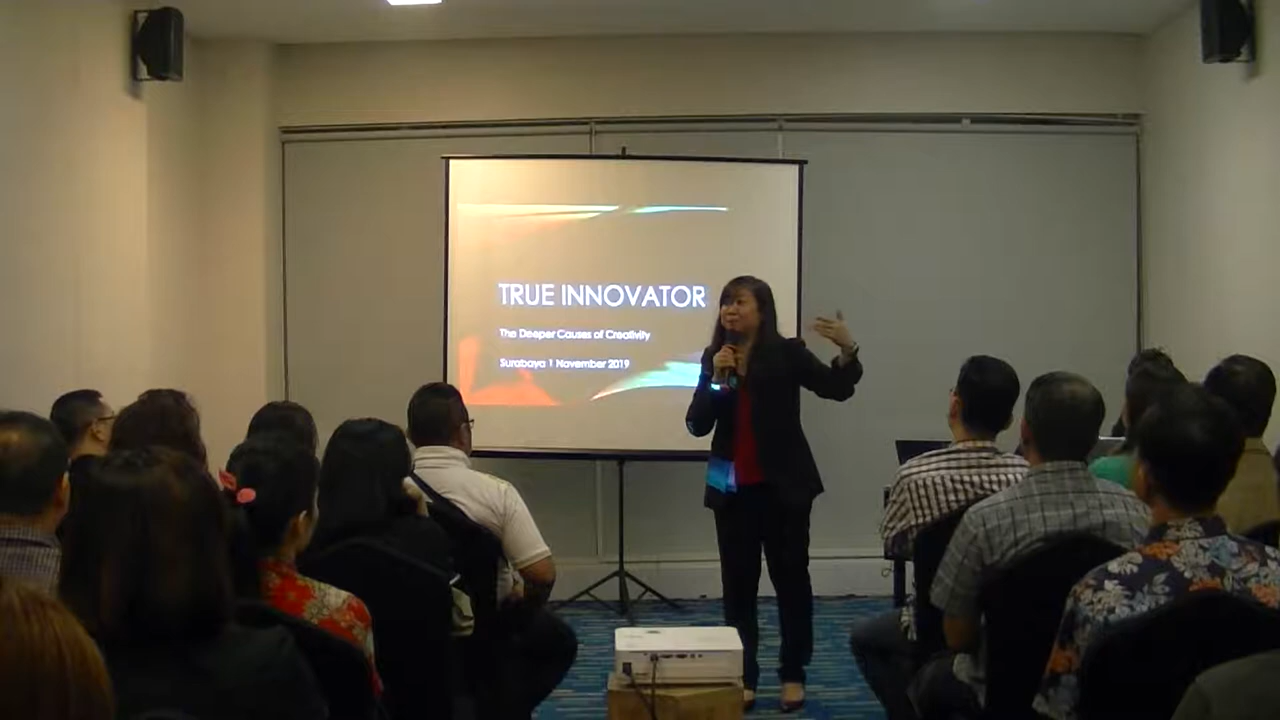 TRUE INNOVATOR
The Deeper Causes of Creativity
Surabaya 1 November 2019